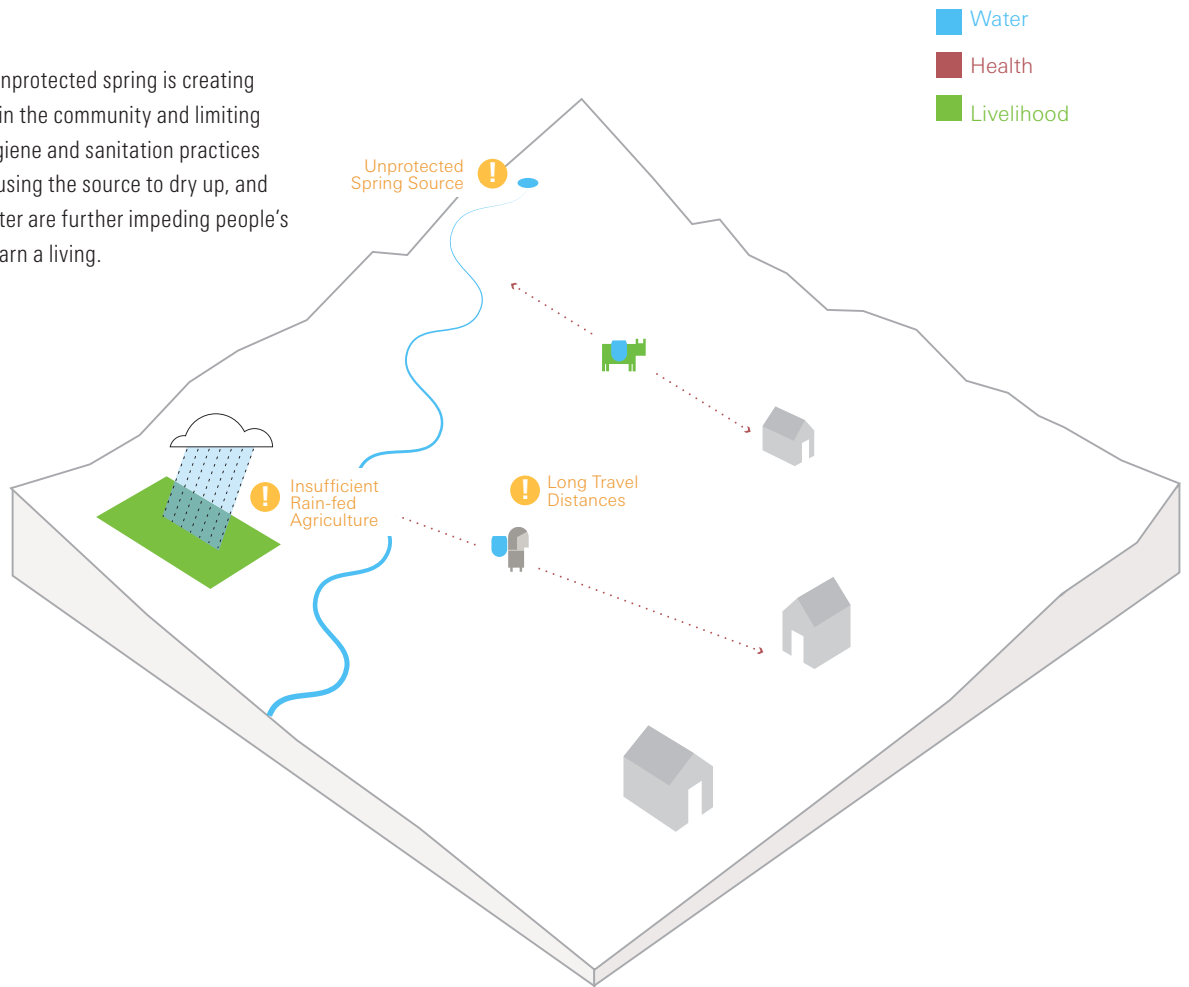 Water
Health
Livelihood
nprotected spring is creating
in the community and limiting
giene and sanitation practices
using the source to dry up, and
ter are further impeding people’s
arn a living.
Unprotected
Spring Source
!
Insufficient
Rain-fed
Agriculture
!
Long Travel
Distances
!